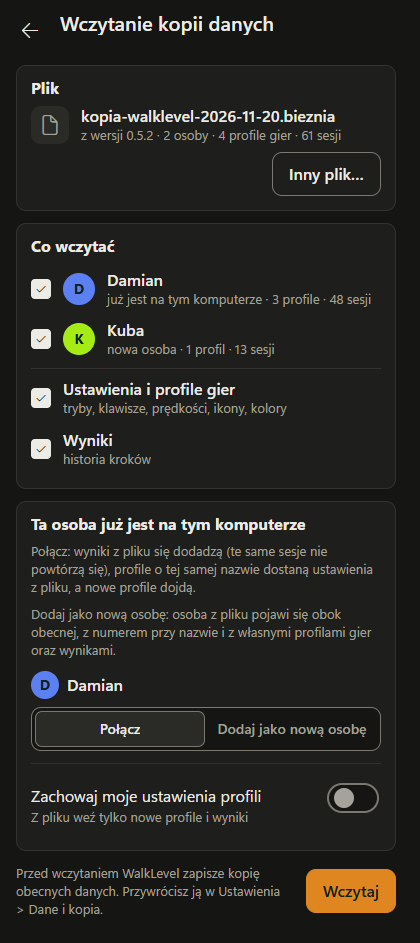 Wczytanie kopii danych
Plik
kopia-walklevel-2026-11-20.bieznia
z wersji 0.5.2 · 2 osoby · 4 profile gier · 61 sesji
Inny plik...
Co wczytać
D
Damian
już jest na tym komputerze · 3 profile · 48 sesji
K
Kuba
nowa osoba · 1 profil · 13 sesji
Ustawienia i profile gier
tryby, klawisze, prędkości, ikony, kolory
Wyniki
historia kroków
Ta osoba już jest na tym komputerze
Połącz: wyniki z pliku się dodadzą (te same sesje nie
powtórzą się), profile o tej samej nazwie dostaną ustawienia
z pliku, a nowe profile dojdą.
Dodaj jako nową osobę: osoba z pliku pojawi się obok
obecnej, z numerem przy nazwie i z własnymi profilami gier
oraz wynikami.
D
Damian
Połącz
Dodaj jako nową osobę
Zachowaj moje ustawienia profili
Z pliku weź tylko nowe profile i wyniki
Przed wczytaniem WalkLevel zapisze kopię
obecnych danych. Przywrócisz ją w Ustawienia
> Dane i kopia.
Wczytaj